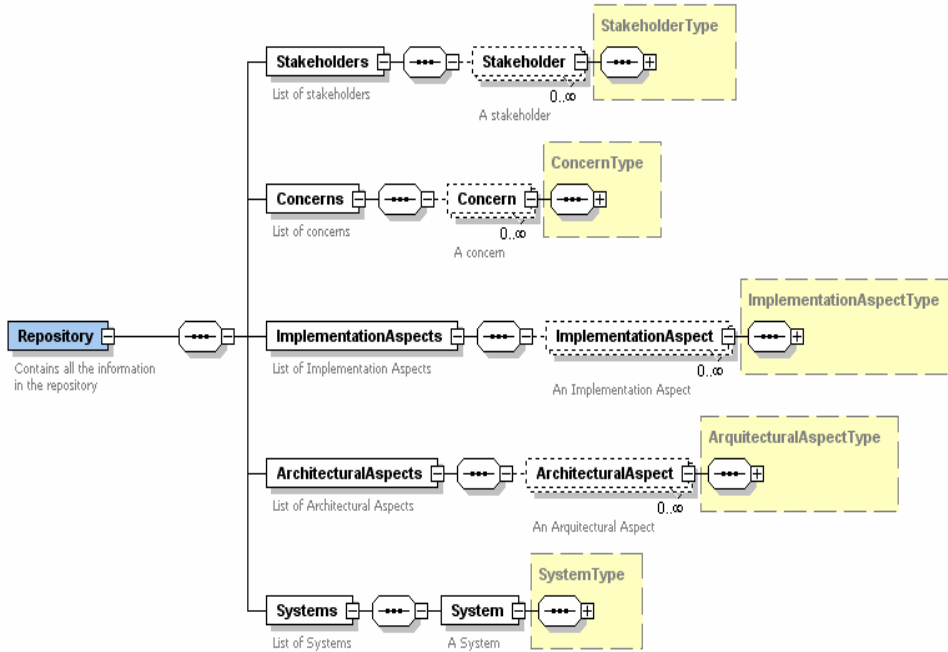 StakeholderType
Stakeholders
Stakeholder
0..∞
List of stakeholders
A stakeholder
ConcernType
Concerns
Concern
0..∞
List of concerns
A concern
ImplementationAspectType
Repository
ImplementationAspects
ImplementationAspect
0..∞
Contains all the information
in the repository
List of Implementation Aspects
An Implementation Aspect
ArquitecturalAspectType
ArchitecturalAspects
ArchitecturalAspect
0..∞
List of Architectural Aspects
An Arquitectural Aspect
SystemType
Systems
System
List of Systems
A System